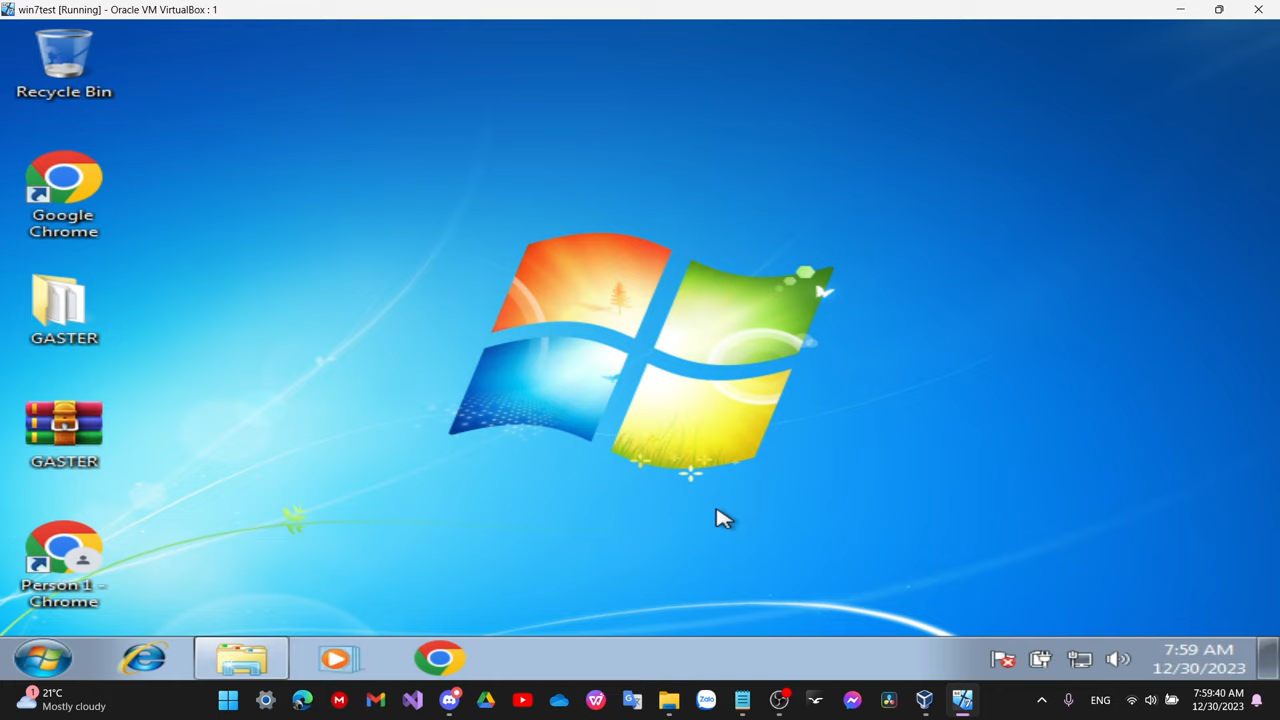 win7test [Running] - Oracle VM VirtualBox : 1
Recycle Bin
Google
Chrome
GASTER
GASTER
Person 1 -
Chrome
7:59 AM
12/30/2023
1
21°C
Mostly cloudy
ENG
7:59:40 AM
12/30/2023